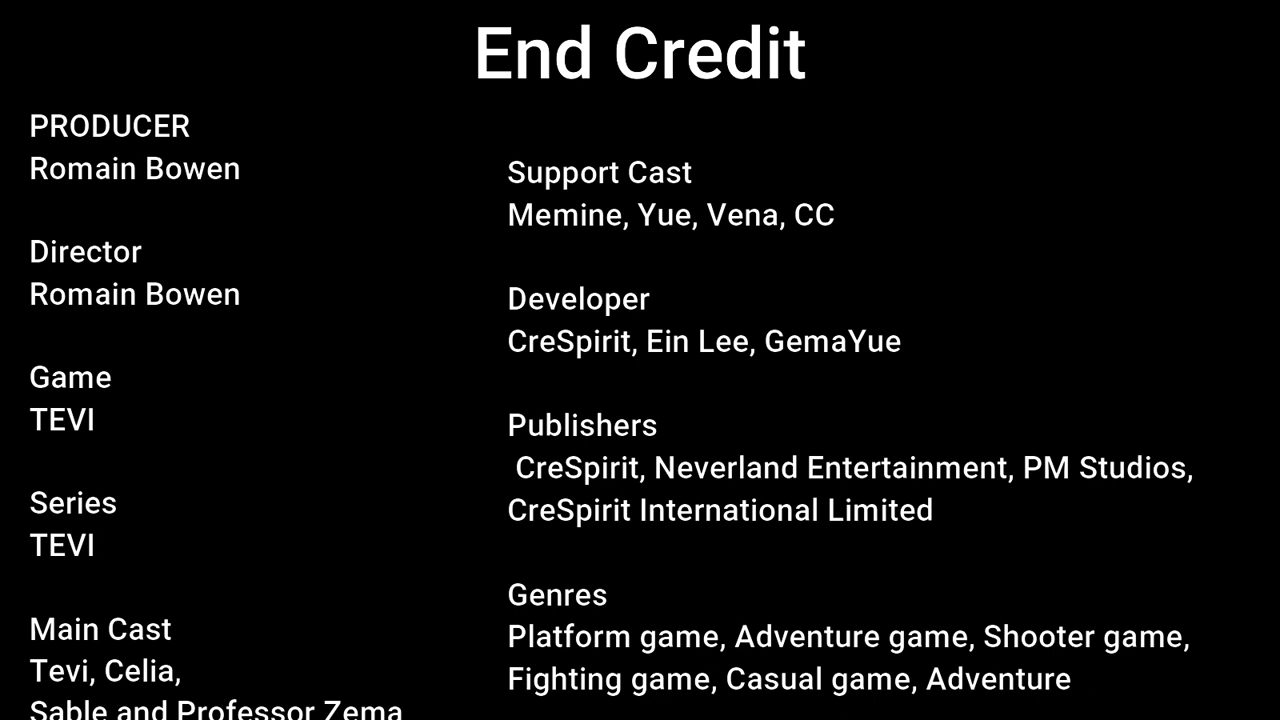 End Credit
PRODUCER
Romain Bowen
Director
Romain Bowen
Game
TEVI
Series
TEVI
Main Cast
Tevi, Celia,
Sable and Professor Zema
Support Cast
Memine, Yue, Vena, CC
Developer
CreSpirit, Ein Lee, GemaYue
Publishers
CreSpirit, Neverland Entertainment, PM Studios,
CreSpirit International Limited
Genres
Platform game, Adventure game, Shooter game,
Fighting game, Casual game, Adventure